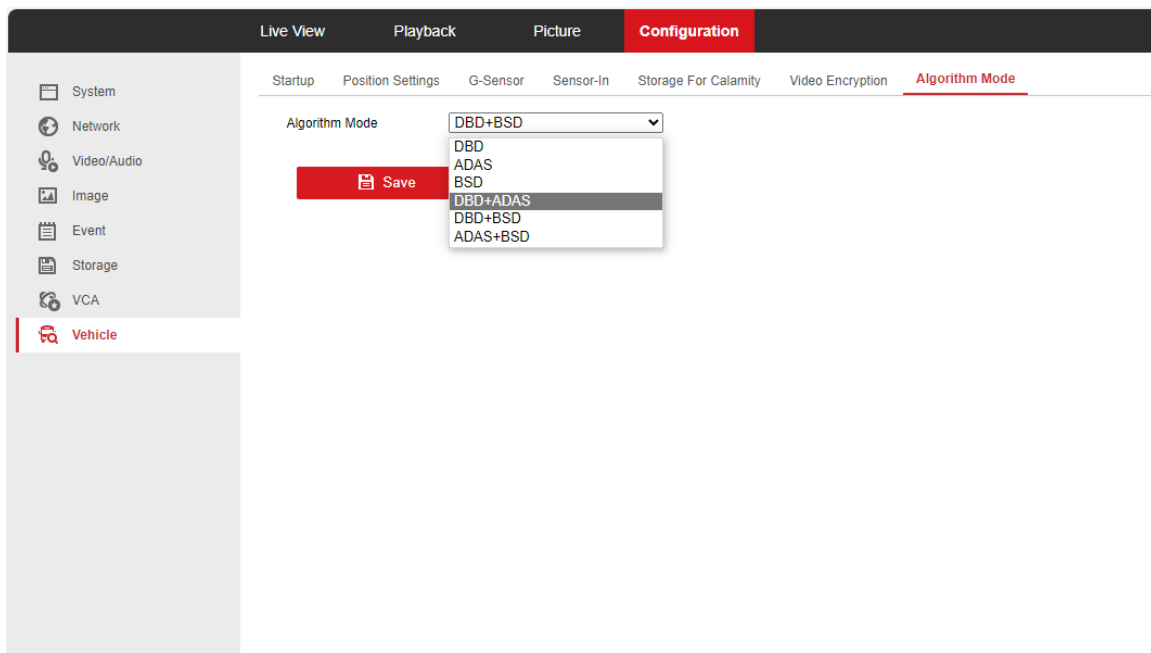 Live View Playback Picture Configuration
System
Network
Video/Audio
Image
Event
Storage
VCA
Vehicle
Startup Position Settings G-Sensor Sensor-In Storage For Calamity Video Encryption Algorithm Mode
Algorithm Mode DBD+BSD
DBD
ADAS
BSD
DBD+ADAS
DBD+BSD
ADAS+BSD
Save